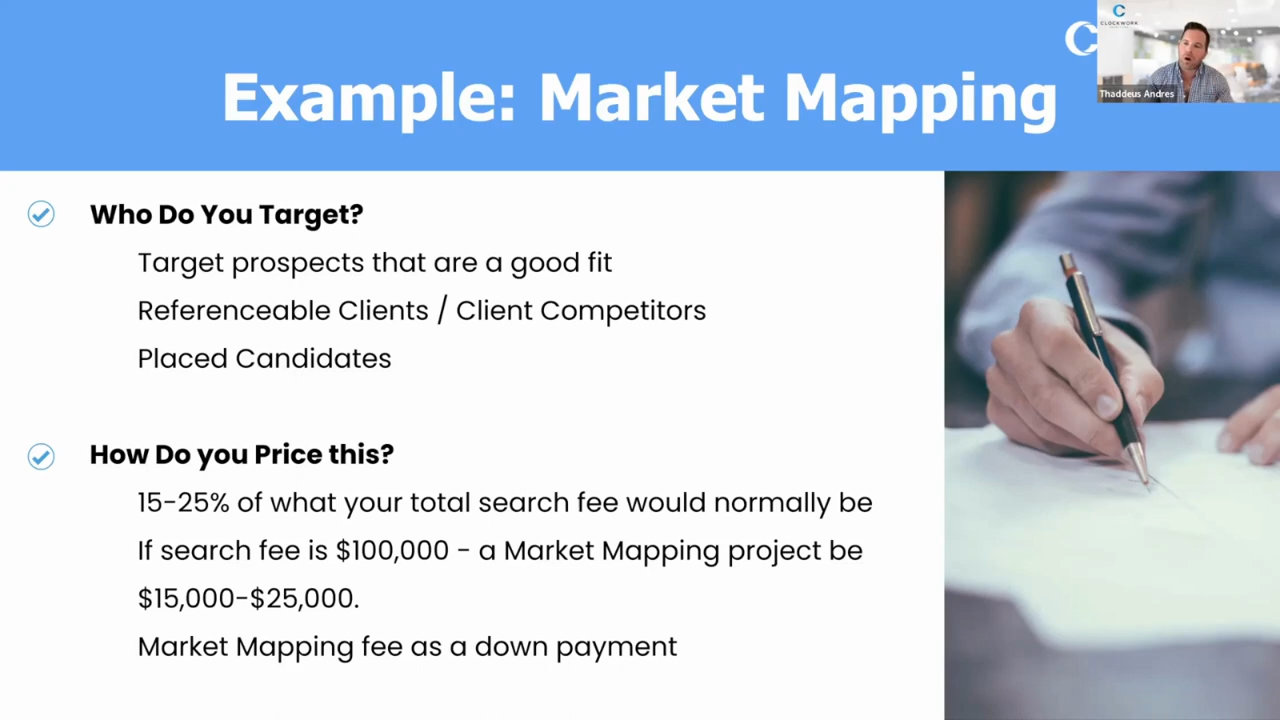 Example: Market Mapping
C
CLOCKWORK
Thaddeus Andres
Who Do You Target?
Target prospects that are a good fit
Referenceable Clients / Client Competitors
Placed Candidates
How Do you Price this?
15-25% of what your total search fee would normally be
If search fee is $100,000 - a Market Mapping project be
$15,000-$25,000.
Market Mapping fee as a down payment